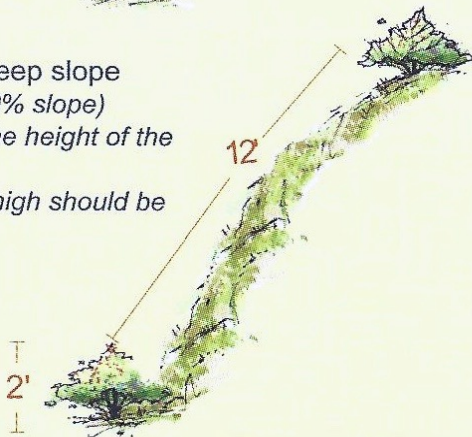 eep slope
% slope)
e height of the
12'
high should be
2'